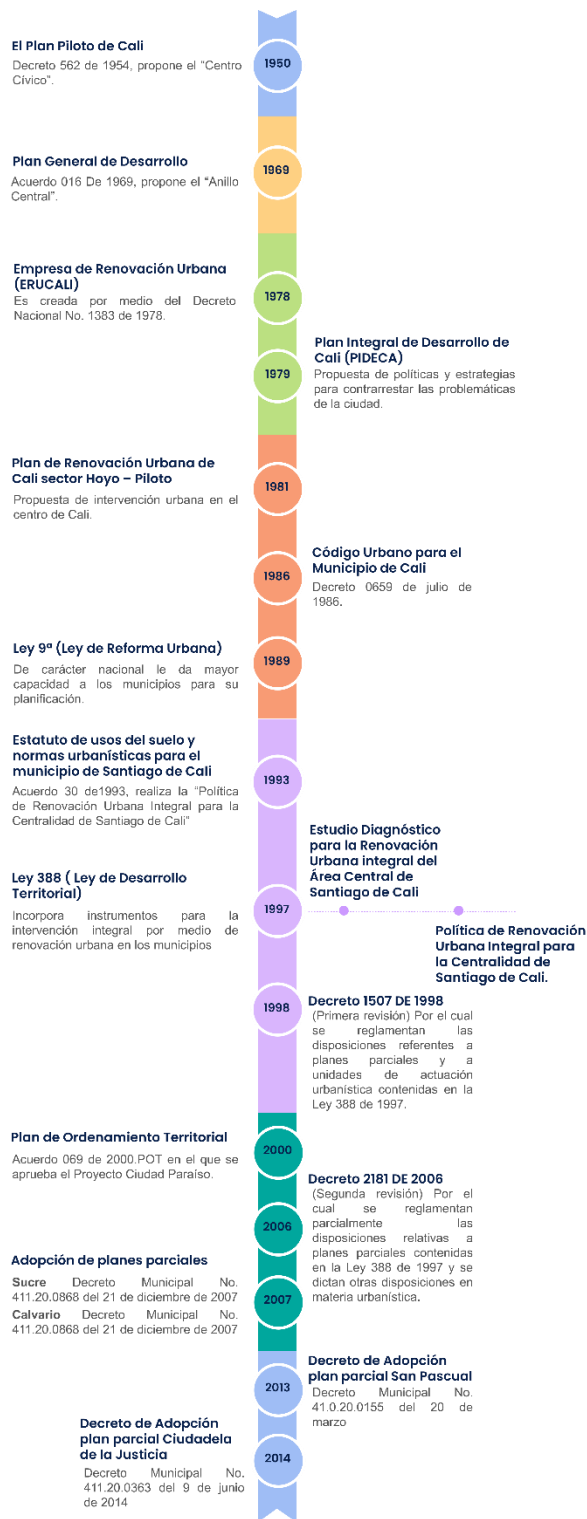 El Plan Piloto de Cali
Decreto 562 de 1954, propone el "Centro
Cívico".
1950
Plan General de Desarrollo
Acuerdo 016 De 1969, propone el "Anillo
Central".
1969
Empresa de Renovación Urbana
(ERUCALI)
Es creada por medio del Decreto
Nacional No. 1383 de 1978.
1978
Plan Integral de Desarrollo de
Cali (PIDECA)
Propuesta de políticas y estrategias
para contrarrestar las problemáticas
de la ciudad.
1979
Plan de Renovación Urbana de
Cali sector Hoyo – Piloto
Propuesta de intervención urbana en el
centro de Cali.
1981
Código Urbano para el
Municipio de Cali
Decreto 0659 de julio de
1986.
1986
Ley 9ª (Ley de Reforma Urbana)
De carácter nacional le da mayor
capacidad a los municipios para su
planificación.
1989
Estatuto de usos del suelo y
normas urbanísticas para el
municipio de Santiago de Cali
Acuerdo 30 de1993, realiza la "Política
de Renovación Urbana Integral para la
Centralidad de Santiago de Cali"
1993
Estudio Diagnóstico
para la Renovación
Urbana integral del
Área Central de
Santiago de Cali
Ley 388 ( Ley de Desarrollo
Territorial)
Incorpora instrumentos para la
intervención integral por medio de
renovación urbana en los municipios
1997
Política de Renovación
Urbana Integral para
la Centralidad de
Santiago de Cali.
1998
Decreto 1507 DE 1998
(Primera revisión) Por el cual
se reglamentan las
disposiciones referentes a
planes parciales y a
unidades de actuación
urbanística contenidas en la
Ley 388 de 1997.
Plan de Ordenamiento Territorial
Acuerdo 069 de 2000.POT en el que se
aprueba el Proyecto Ciudad Paraíso.
2000
Decreto 2181 DE 2006
(Segunda revisión) Por el
cual se reglamentan
parcialmente las
disposiciones relativas a
planes parciales contenidas
en la Ley 388 de 1997 y se
dictan otras disposiciones en
materia urbanística.
2006
Adopción de planes parciales
Sucre Decreto Municipal No.
411.20.0868 del 21 de diciembre de 2007
Calvario Decreto Municipal No.
411.20.0868 del 21 de diciembre de 2007
2007
Decreto de Adopción
plan parcial San Pascual
Decreto Municipal No.
41.0.20.0155 del 20 de
marzo
2013
Decreto de Adopción
plan parcial Ciudadela
de la Justicia
Decreto Municipal No.
411.20.0363 del 9 de junio
de 2014
2014